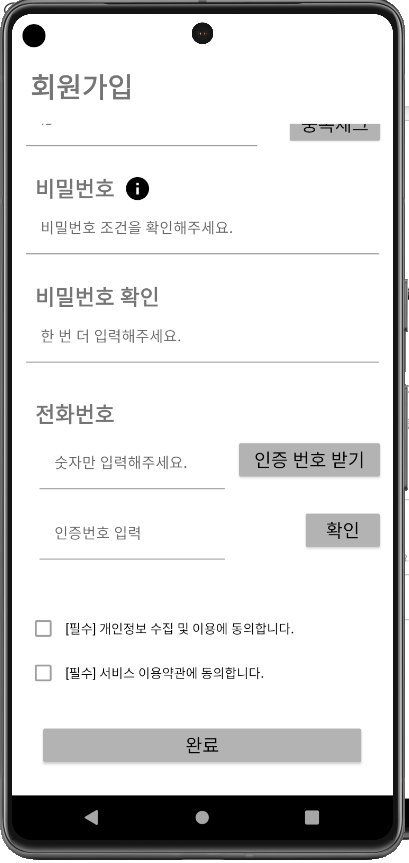 회원가입
중복체크
비밀번호
비밀번호 조건을 확인해주세요.
비밀번호 확인
한 번 더 입력해주세요.
전화번호
숫자만 입력해주세요.
인증 번호 받기
인증번호 입력
확인
[필수] 개인정보 수집 및 이용에 동의합니다.
[필수] 서비스 이용약관에 동의합니다.
완료